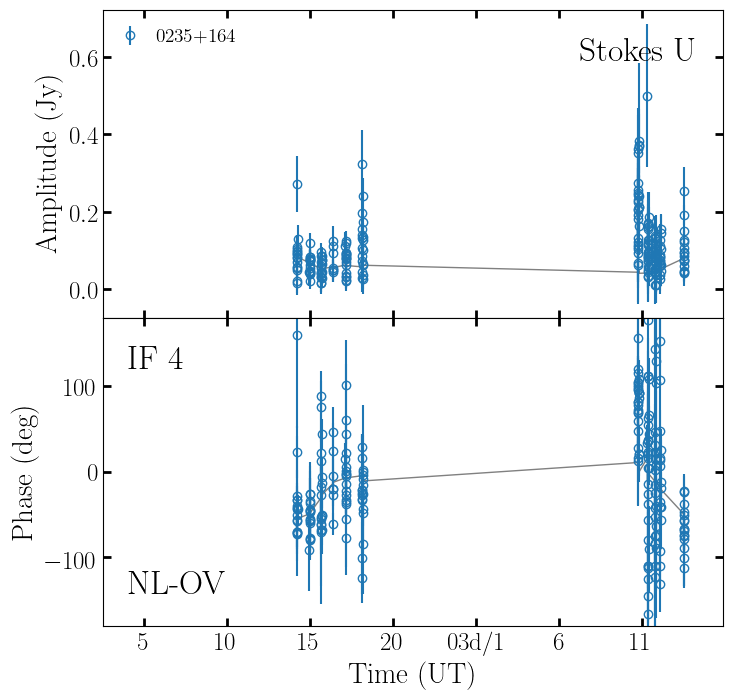 0235+164
Stokes U
Amplitude (Jy)
0.6
0.4
0.2
0.0
IF 4
Phase (deg)
100
0
−100
NL-OV
5 10 15 20 03d/1 6 11
Time (UT)